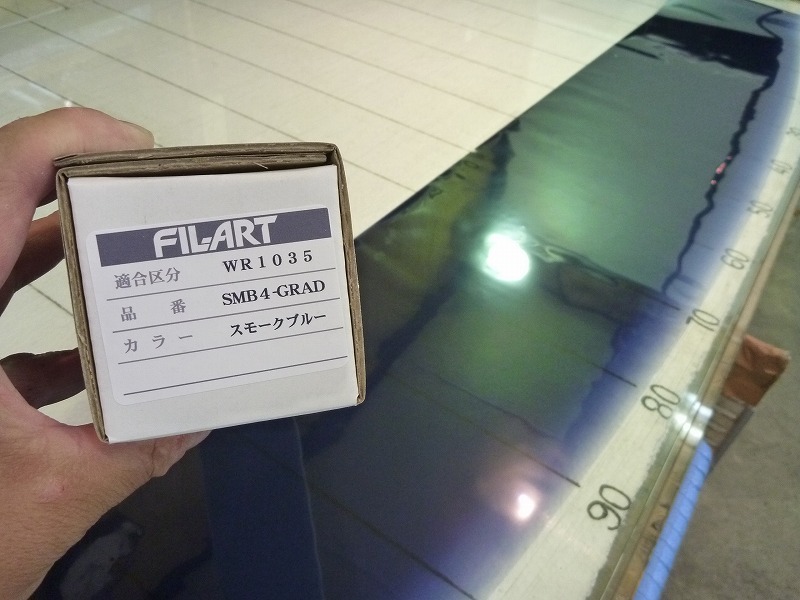 FIL-ART
適合区分 WR1035
品番 SMB4-GRAD
カラー スモークブルー
60
70
80
90